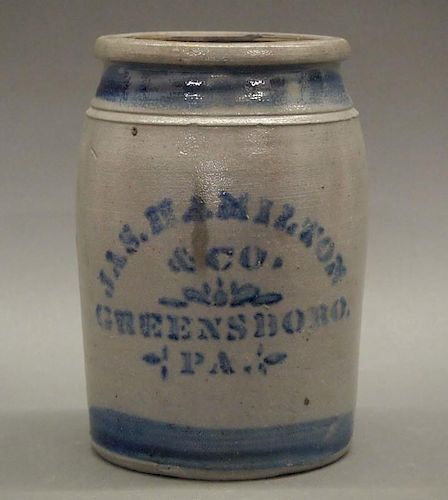 JAS. HAMILTON
& CO.
GREENSBORO.
PA.